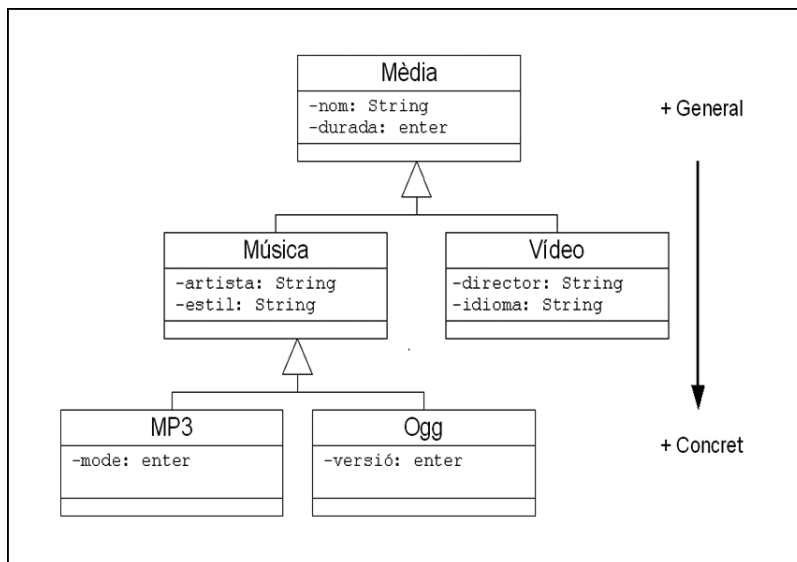 Mèdia
-nom: String
-durada: enter
+ General
Música
-artista: String
-estil: String
Vídeo
-director: String
-idioma: String
MP3
-mode: enter
Ogg
-versió: enter
+ Concret